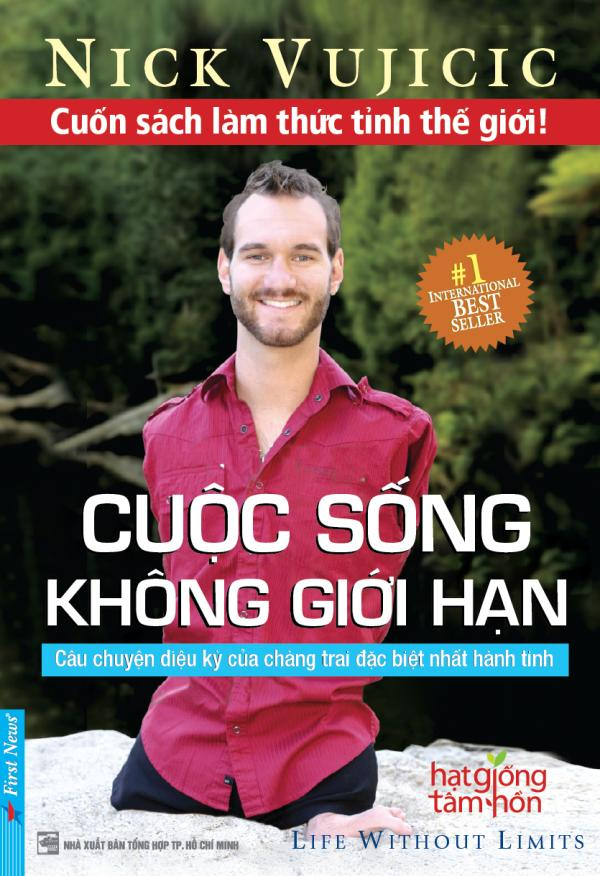 NICK VUJICIC
Cuốn sách làm thức tỉnh thế giới!
#1
INTERNATIONAL
BEST
SELLER
CUỘC SỐNG
KHÔNG GIỚI HẠN
Câu chuyện diệu kỳ của chàng trai đặc biệt nhất hành tinh
First News
hạt giống
tâm hồn
NHÀ XUẤT BẢN TỔNG HỢP TP. HỒ CHÍ MINH
LIFE WITHOUT LIMITS